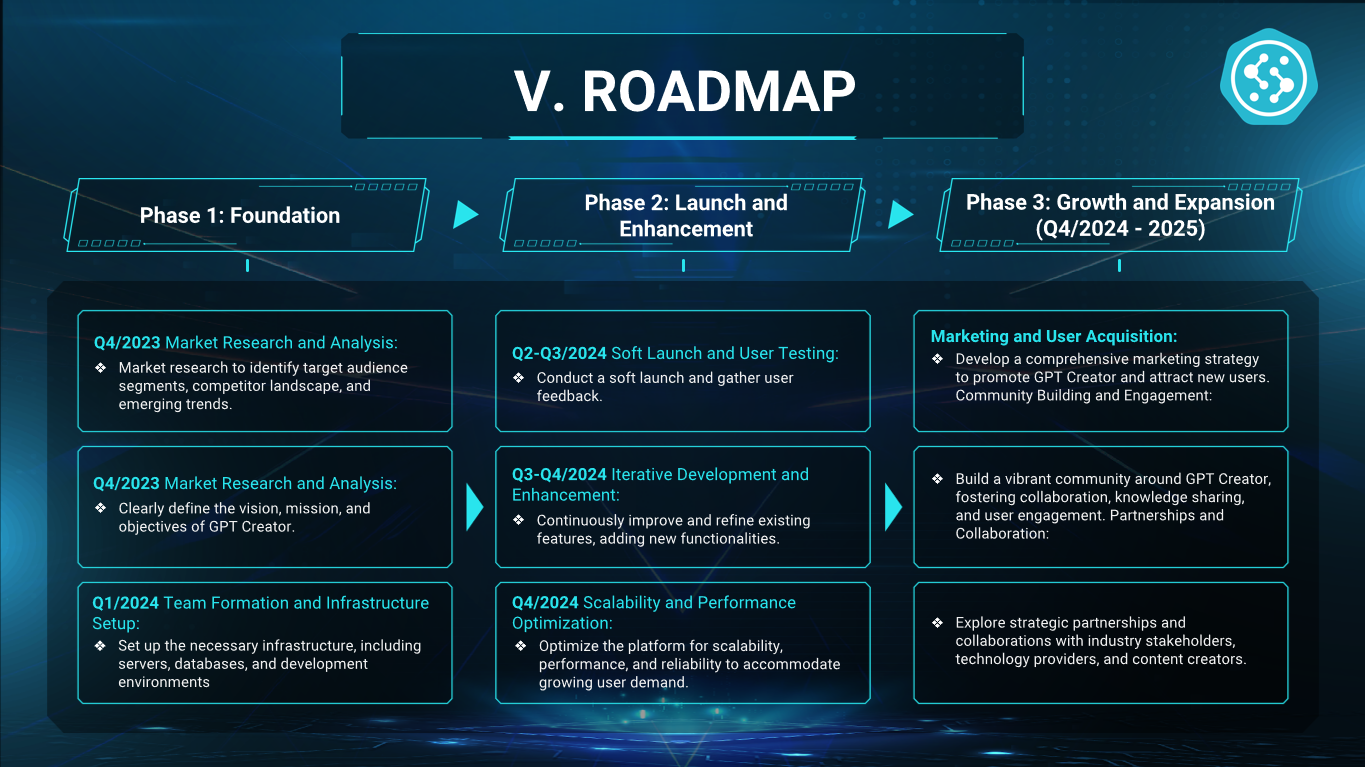 V. ROADMAP
Phase 1: Foundation
Phase 2: Launch and
Enhancement
Phase 3: Growth and Expansion
(Q4/2024 - 2025)
Q4/2023 Market Research and Analysis:
❖ Market research to identify target audience
segments, competitor landscape, and
emerging trends.
Q4/2023 Market Research and Analysis:
❖ Clearly define the vision, mission, and
objectives of GPT Creator.
Q1/2024 Team Formation and Infrastructure
Setup:
❖ Set up the necessary infrastructure, including
servers, databases, and development
environments
Q2-Q3/2024 Soft Launch and User Testing:
❖ Conduct a soft launch and gather user
feedback.
Q3-Q4/2024 Iterative Development and
Enhancement:
❖ Continuously improve and refine existing
features, adding new functionalities.
Q4/2024 Scalability and Performance
Optimization:
❖ Optimize the platform for scalability,
performance, and reliability to accommodate
growing user demand.
Marketing and User Acquisition:
❖ Develop a comprehensive marketing strategy
to promote GPT Creator and attract new users.
Community Building and Engagement:
❖ Build a vibrant community around GPT Creator,
fostering collaboration, knowledge sharing,
and user engagement. Partnerships and
Collaboration:
❖ Explore strategic partnerships and
collaborations with industry stakeholders,
technology providers, and content creators.